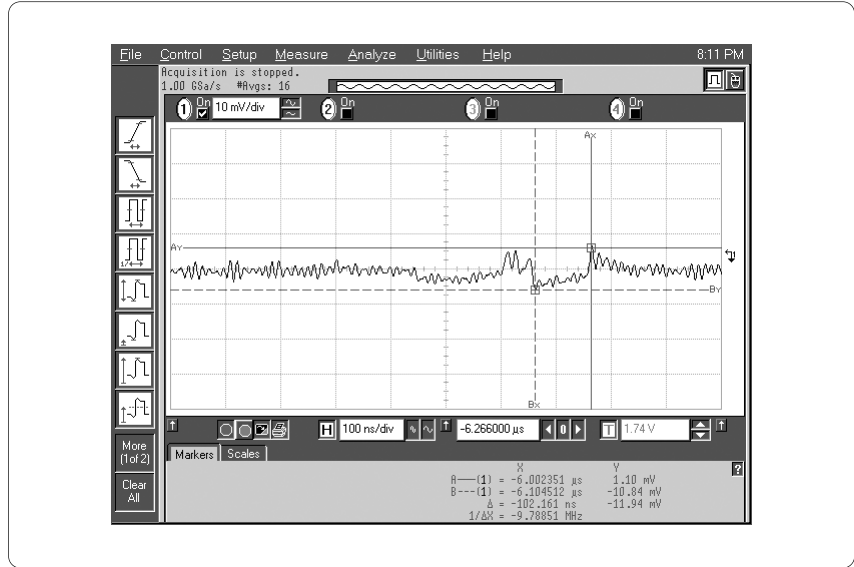 File Control Setup Measure Analyze Utilities Help 8:11 PM
Acquisition is stopped.
1.00 GSa/s #Avgs: 16
1 On 10 mV/div 2 On 3 On 4 On
Ax
AY
BY
Bx
H 100 ns/div -6.266000 µs 0 T 1.74 V
More
(1of 2)
Clear
All
Markers Scales
X Y
A——(1) = -6.002351 µs 1.10 mV
B---(1) = -6.104512 µs -10.84 mV
Δ = -102.161 ns -11.94 mV
1/ΔX = -9.78851 MHz
?